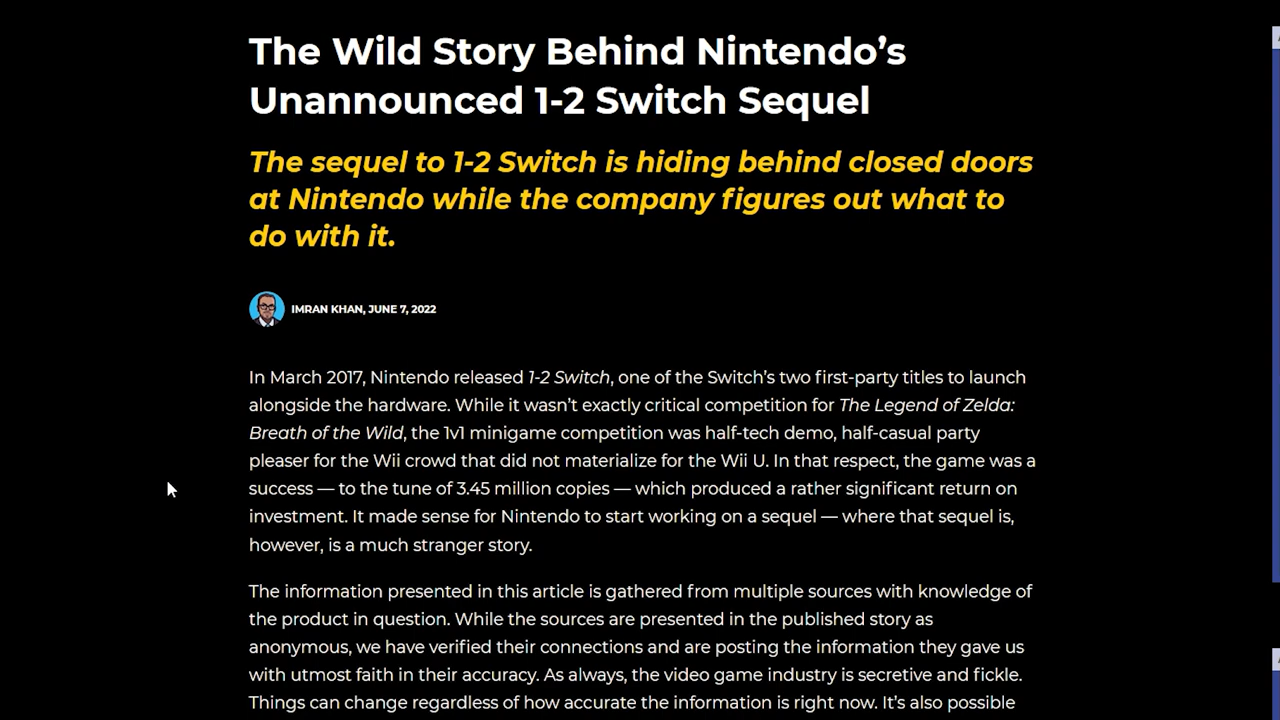 The Wild Story Behind Nintendo’s
Unannounced 1-2 Switch Sequel
The sequel to 1-2 Switch is hiding behind closed doors
at Nintendo while the company figures out what to
do with it.
IMRAN KHAN, JUNE 7, 2022
In March 2017, Nintendo released 1-2 Switch, one of the Switch’s two first-party titles to launch
alongside the hardware. While it wasn’t exactly critical competition for The Legend of Zelda:
Breath of the Wild, the 1v1 minigame competition was half-tech demo, half-casual party
pleaser for the Wii crowd that did not materialize for the Wii U. In that respect, the game was a
success — to the tune of 3.45 million copies — which produced a rather significant return on
investment. It made sense for Nintendo to start working on a sequel — where that sequel is,
however, is a much stranger story.
The information presented in this article is gathered from multiple sources with knowledge of
the product in question. While the sources are presented in the published story as
anonymous, we have verified their connections and are posting the information they gave us
with utmost faith in their accuracy. As always, the video game industry is secretive and fickle.
Things can change regardless of how accurate the information is right now. It’s also possible